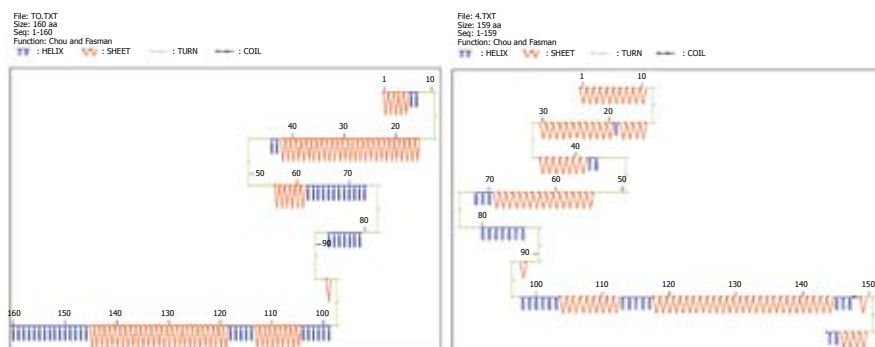 File: TO.TXT
Size: 160 aa
Seq: 1-160
Function: Chou and Fasman
: HELIX : SHEET : TURN : COIL
1 10
40 30 20
50 60 70
80
90
160 150 140 130 120 110 100
File: 4.TXT
Size: 159 aa
Seq: 1-159
Function: Chou and Fasman
: HELIX : SHEET : TURN : COIL
1 10
30 20
40
70 60 50
80
90
100 110 120 130 140 150